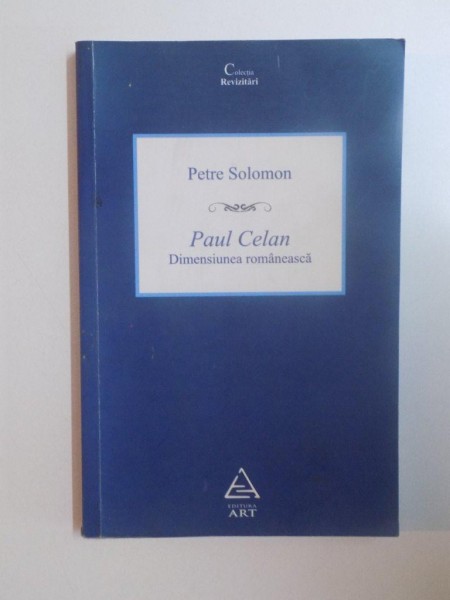 Colecția
Revizitări
Petre Solomon
Paul Celan
Dimensiunea românească
EDITURA
ART